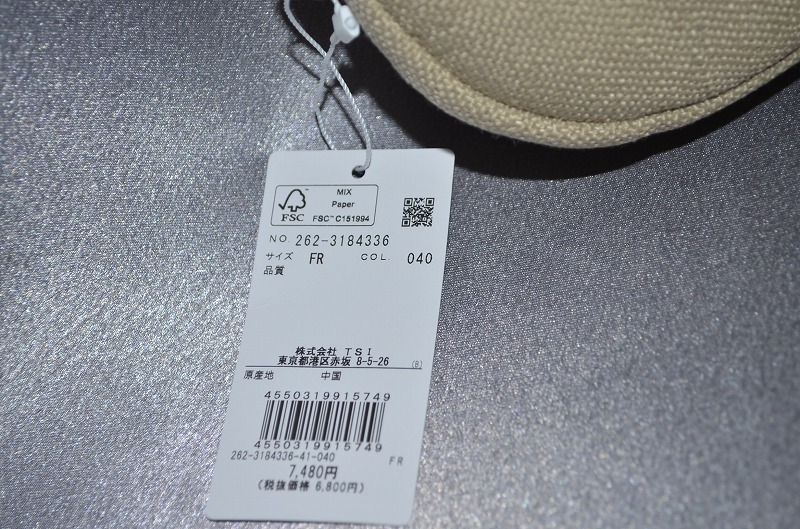 MIX
Paper
FSC™ C151994
FSC™
NO. 262-3184336
サイズ FR COL. 040
品質
株式会社 TSI
東京都港区赤坂 8-5-26 (B)
原産地 中国
4550319915749
4550319915749
262-3184336-41-040 FR
7,480円
(税抜価格 6,800円)